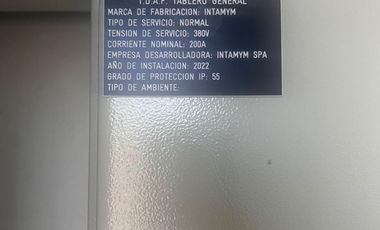 T.D.A.F. TABLERO GENERAL
MARCA DE FABRICACION: INTAMYM
TIPO DE SERVICIO: NORMAL
TENSION DE SERVICIO: 380V
CORRIENTE NOMINAL: 200A
EMPRESA DESARROLLADORA: INTAMYM SPA
AÑO DE INSTALACION: 2022
GRADO DE PROTECCION IP: 55
TIPO DE AMBIENTE: